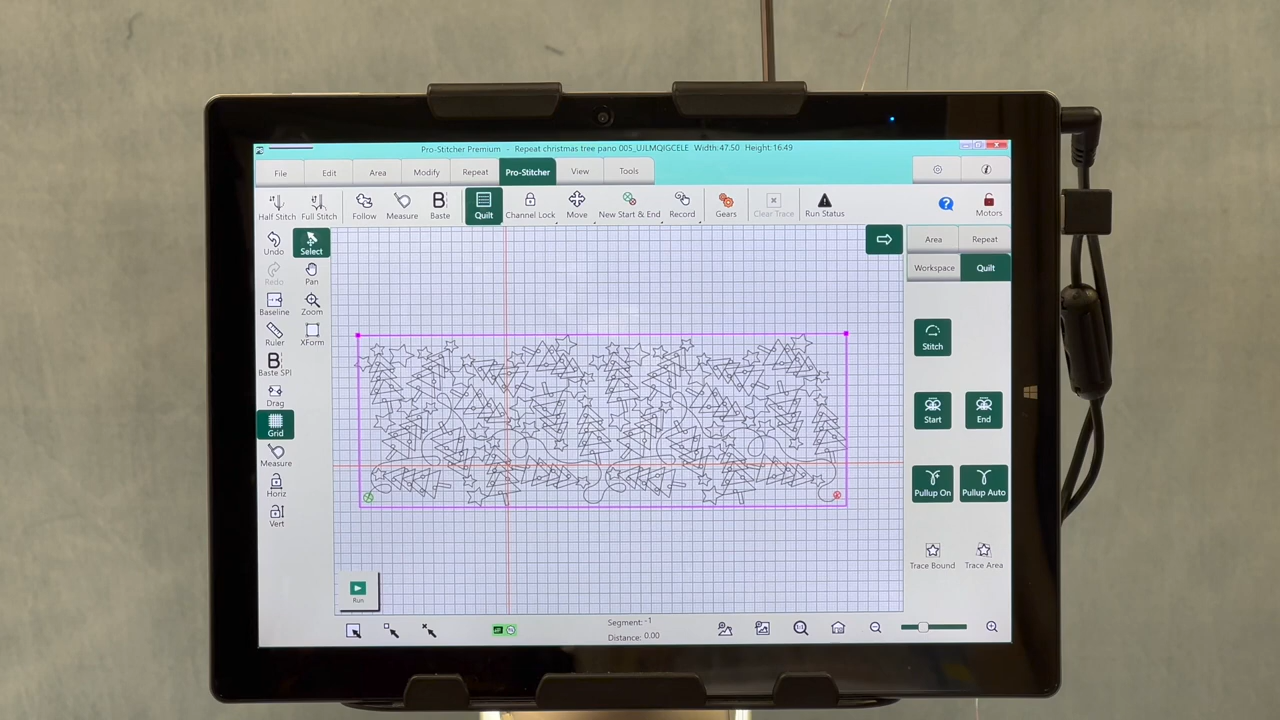 Pro-Stitcher Premium - Repeat christmas tree pano 005_UJLMQIGCELE Width:47.50 Height:16.49
File Edit Area Modify Repeat Pro-Stitcher View Tools
Half Stitch Full Stitch Follow Measure Baste Quilt Channel Lock Move New Start & End Record Gears Clear Trace Run Status Motors
Undo Select
Redo Pan
Baseline Zoom
Ruler XForm
Baste SPI
Drag
Grid
Measure
Horiz
Vert
Area Repeat
Workspace Quilt
Stitch
Start End
Pullup On Pullup Auto
Trace Bound Trace Area
Run
Segment: -1
Distance: 0.00